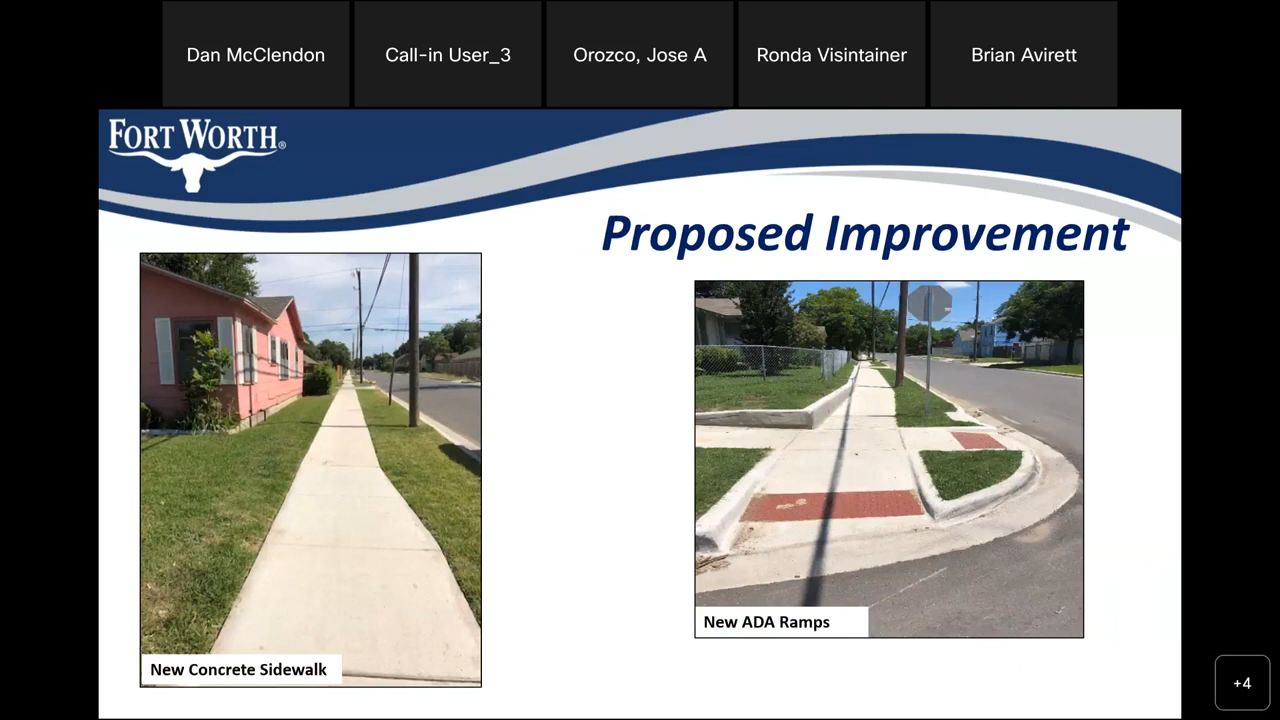 Dan McClendon
Call-in User_3
Orozco, Jose A
Ronda Visintainer
Brian Avirett
FORT WORTH®
Proposed Improvement
New Concrete Sidewalk
New ADA Ramps
+4